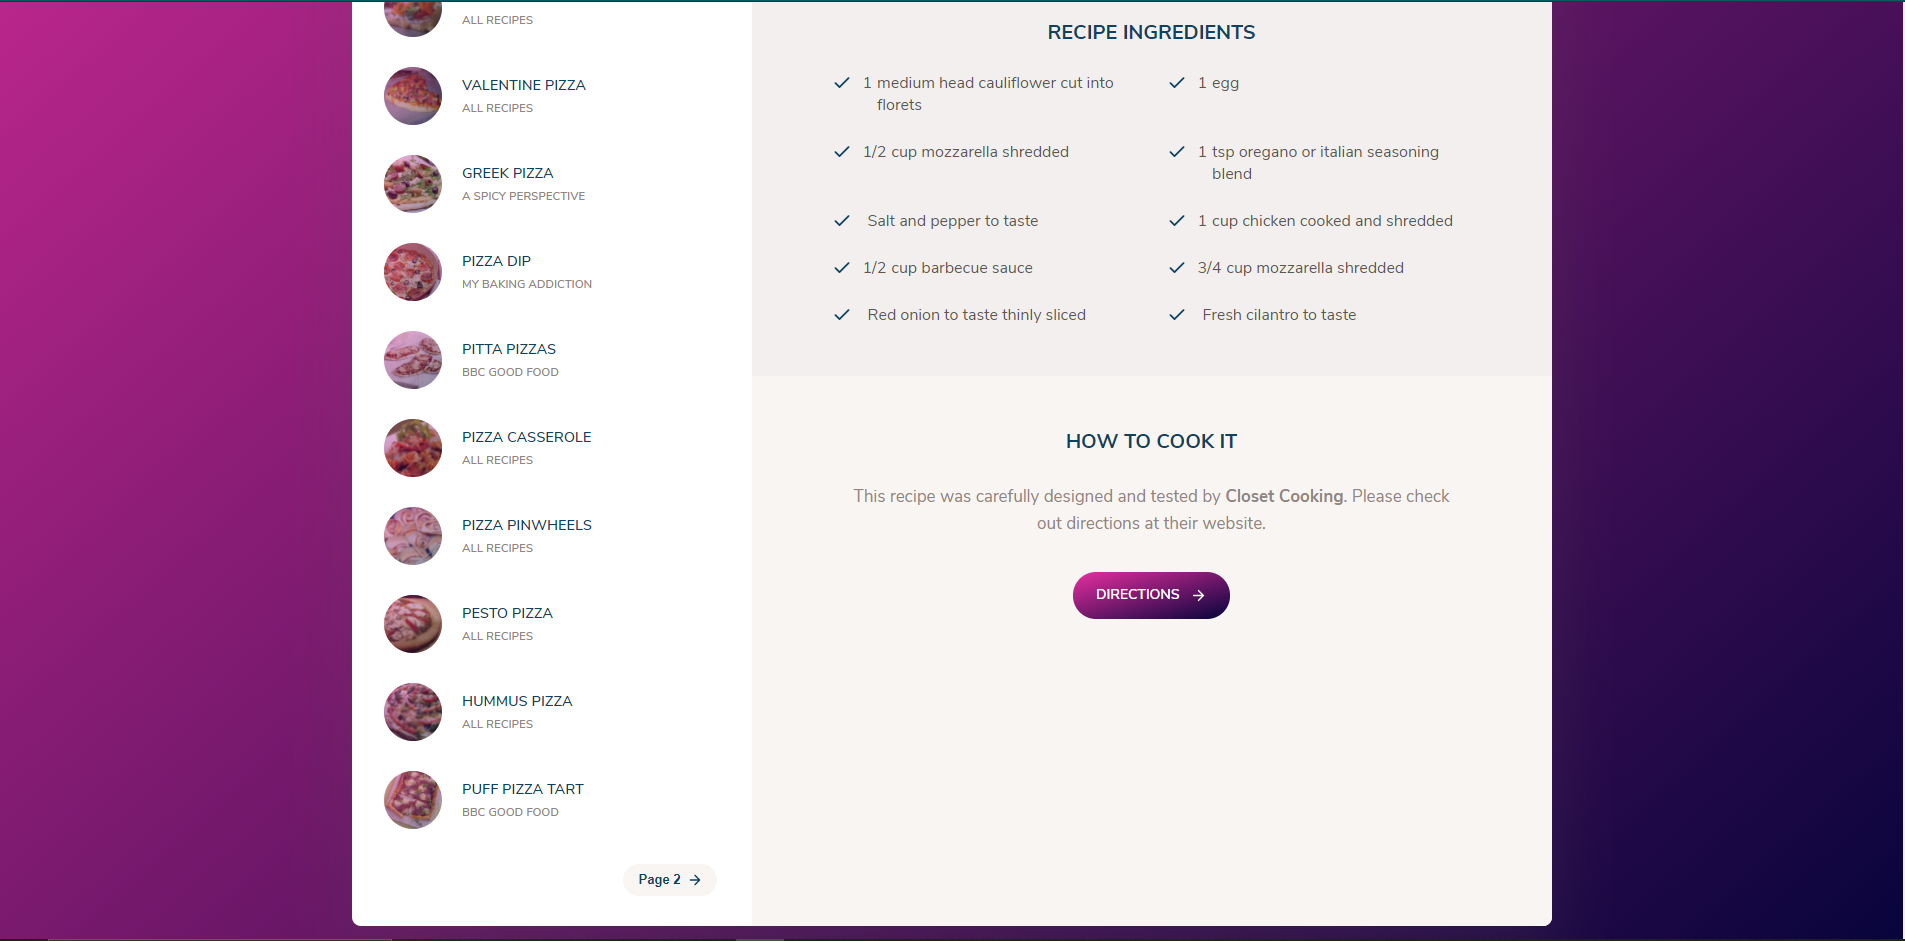 ALL RECIPES
VALENTINE PIZZA
ALL RECIPES
GREEK PIZZA
A SPICY PERSPECTIVE
PIZZA DIP
MY BAKING ADDICTION
PITTA PIZZAS
BBC GOOD FOOD
PIZZA CASSEROLE
ALL RECIPES
PIZZA PINWHEELS
ALL RECIPES
PESTO PIZZA
ALL RECIPES
HUMMUS PIZZA
ALL RECIPES
PUFF PIZZA TART
BBC GOOD FOOD
Page 2
RECIPE INGREDIENTS
1 medium head cauliflower cut into
florets
1 egg
1/2 cup mozzarella shredded
1 tsp oregano or italian seasoning
blend
Salt and pepper to taste
1 cup chicken cooked and shredded
1/2 cup barbecue sauce
3/4 cup mozzarella shredded
Red onion to taste thinly sliced
Fresh cilantro to taste
HOW TO COOK IT
This recipe was carefully designed and tested by Closet Cooking. Please check
out directions at their website.
DIRECTIONS